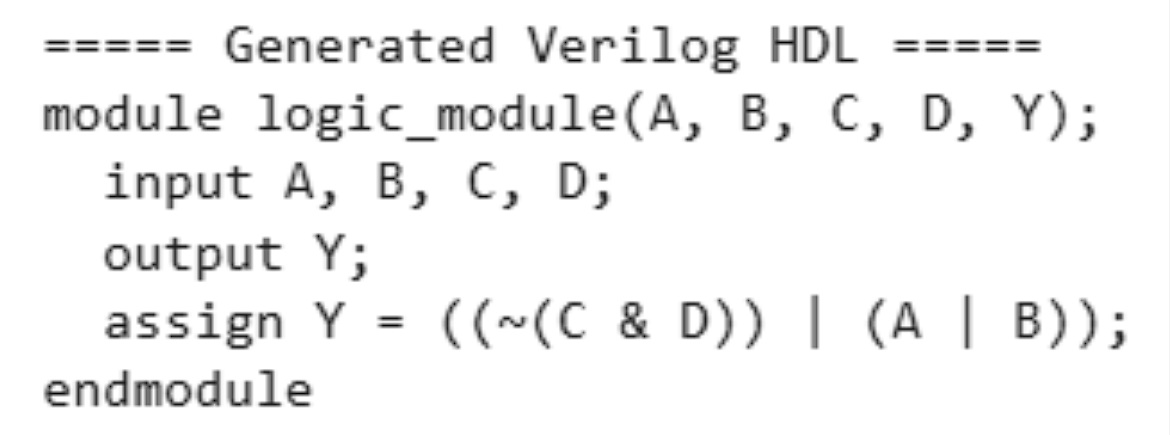 ===== Generated Verilog HDL =====
module logic_module(A, B, C, D, Y);
  input A, B, C, D;
  output Y;
  assign Y = ((~(C & D)) | (A | B));
endmodule